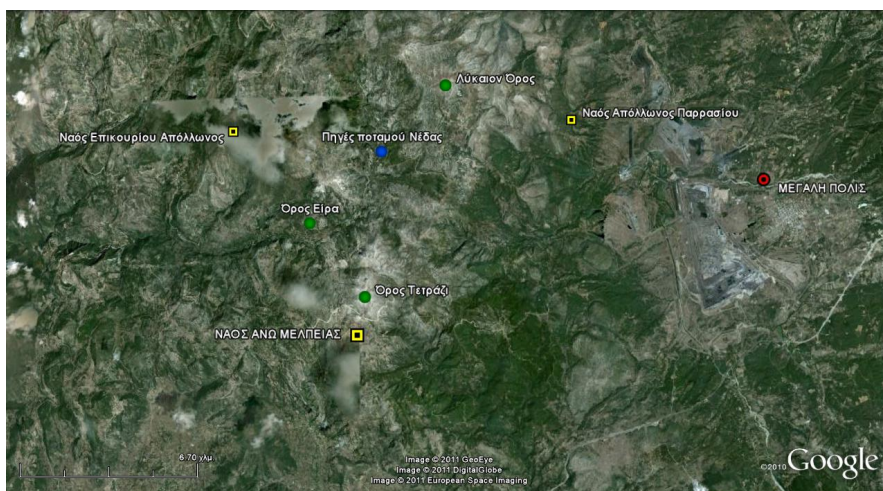 Λύκαιον Όρος
Ναός Απόλλωνος Παρρασίου
Ναός Επικουρίου Απόλλωνος
Πηγές ποταμού Νέδας
ΜΕΓΑΛΗ ΠΟΛΙΣ
Όρος Είρα
Όρος Τετράζι
ΝΑΟΣ ΑΝΩ ΜΕΛΠΕΙΑΣ
6.70 χλμ.
Image © 2011 GeoEye
Image © 2011 DigitalGlobe
Image © 2011 European Space Imaging
©2010 Google